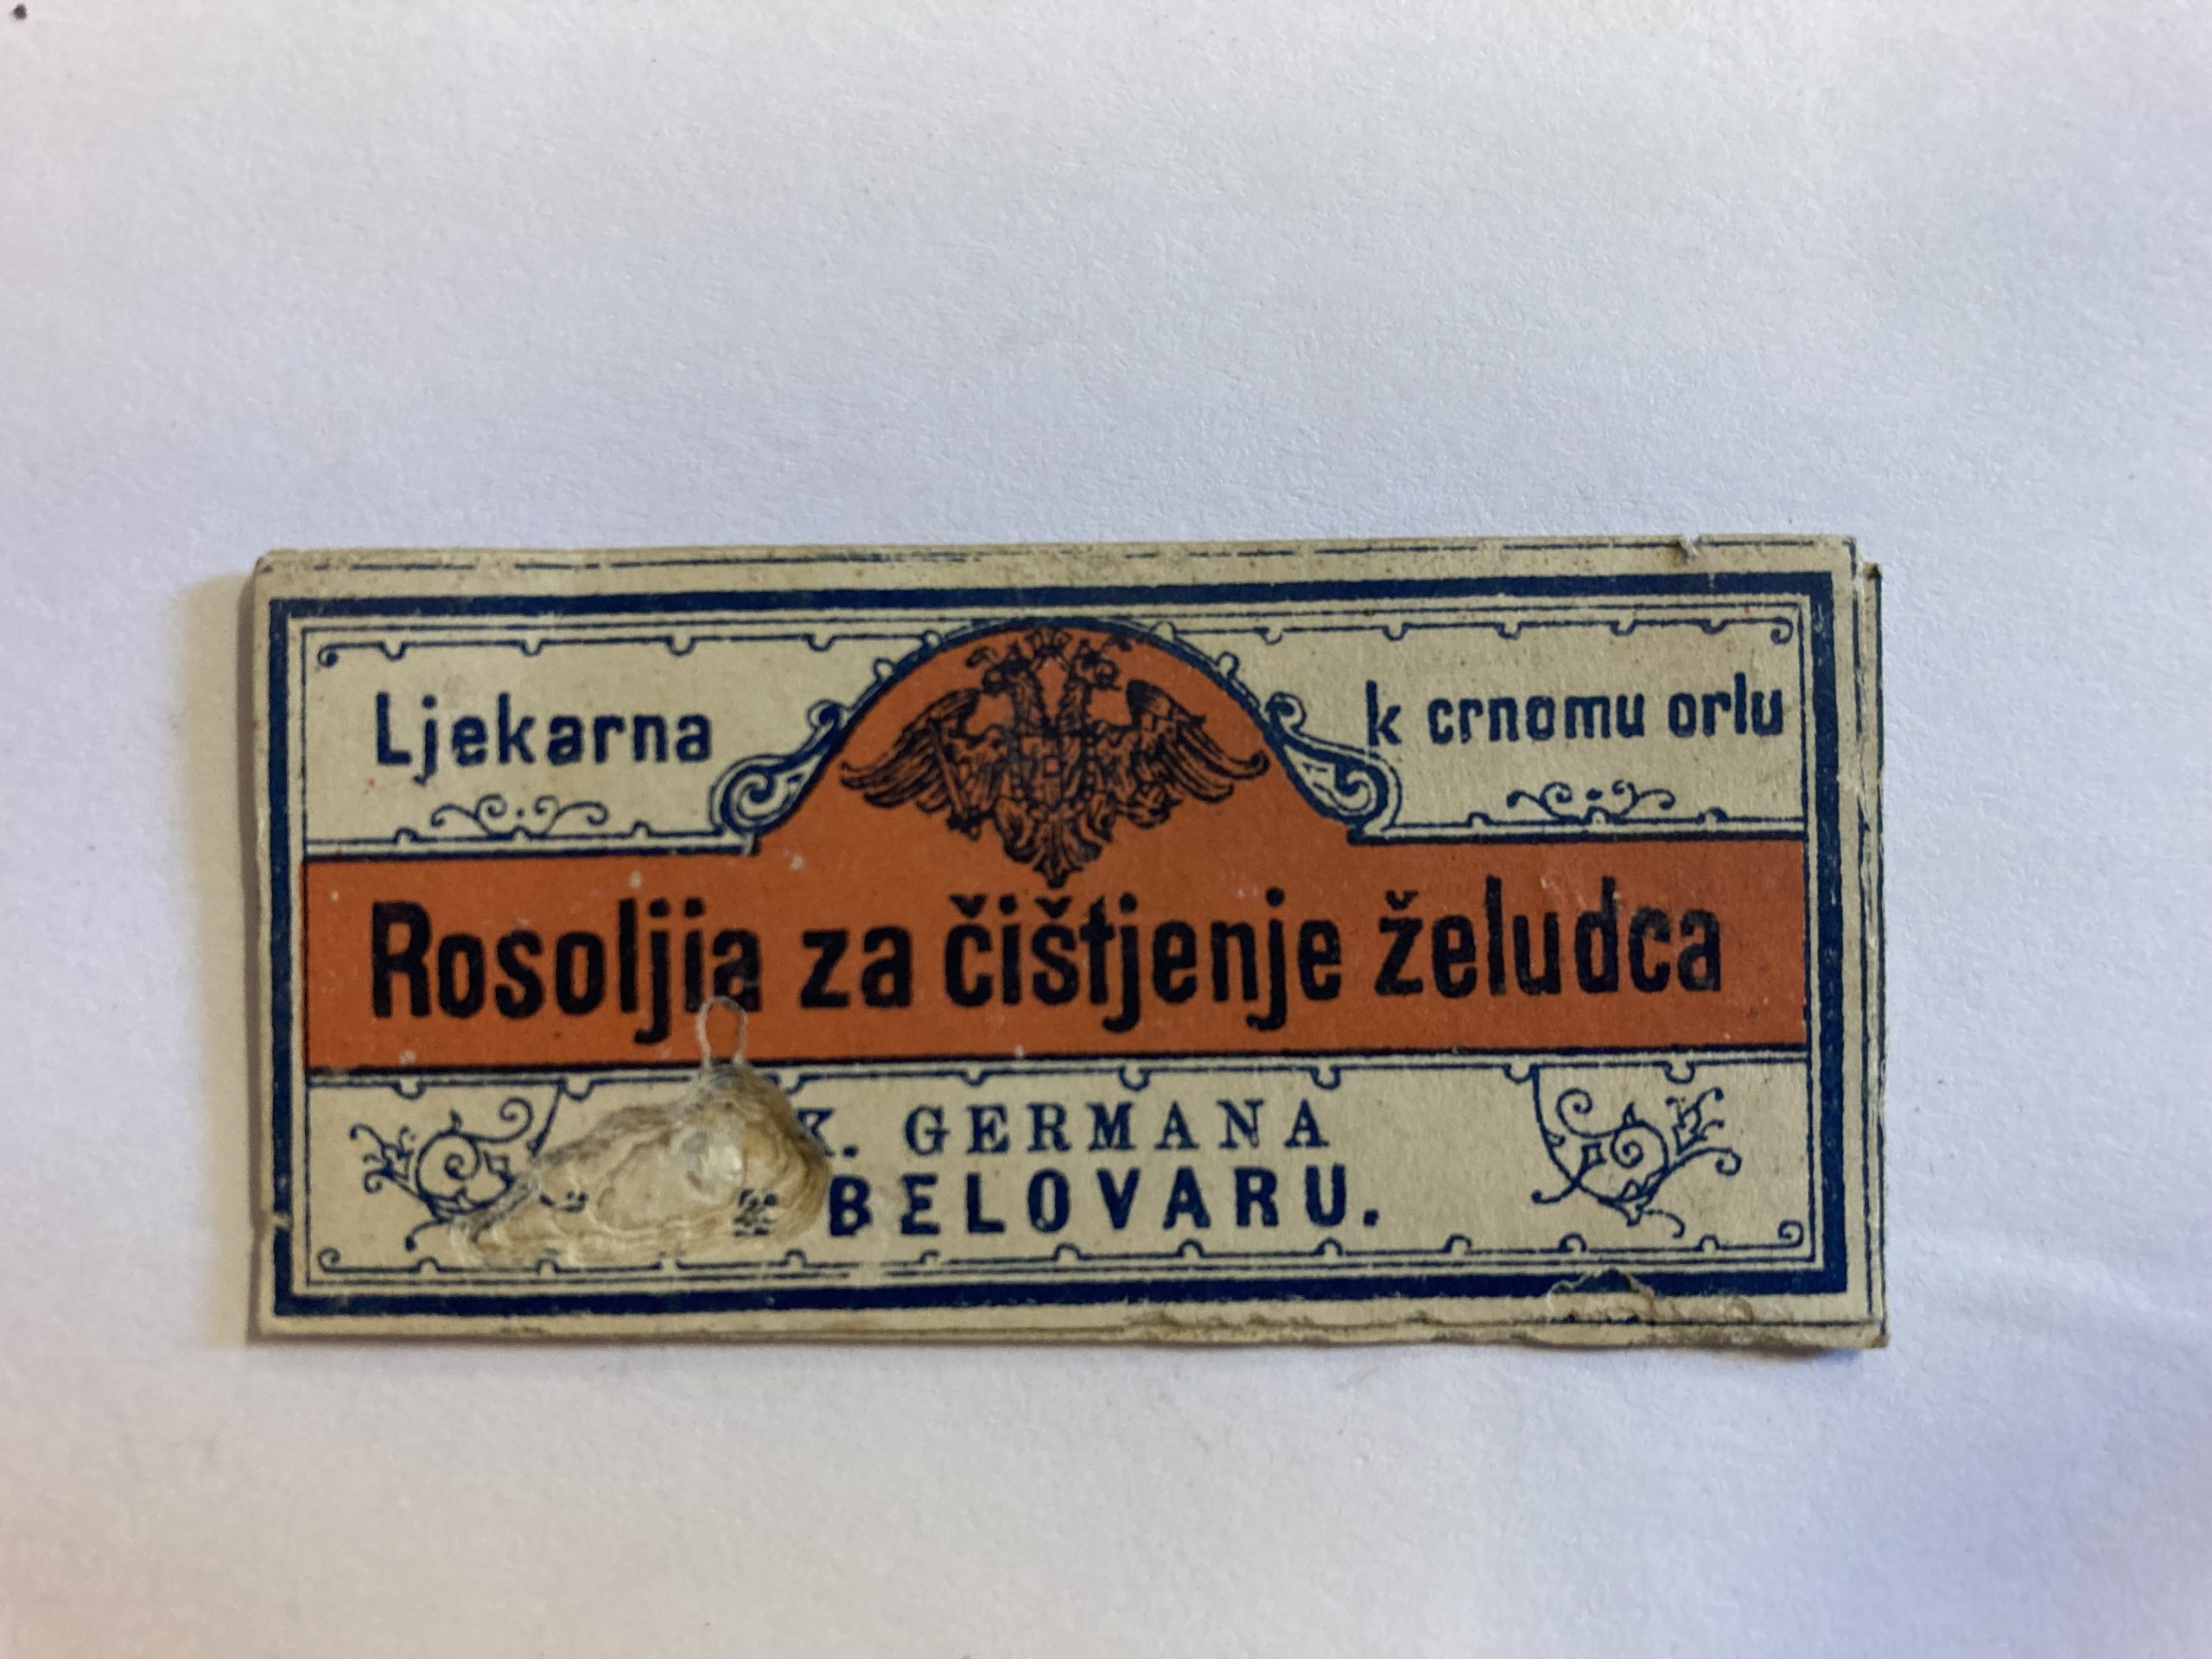 Ljekarna k crnomu orlu
Rosoljia za čištjenje želudca
K. GERMANA
BELOVARU.